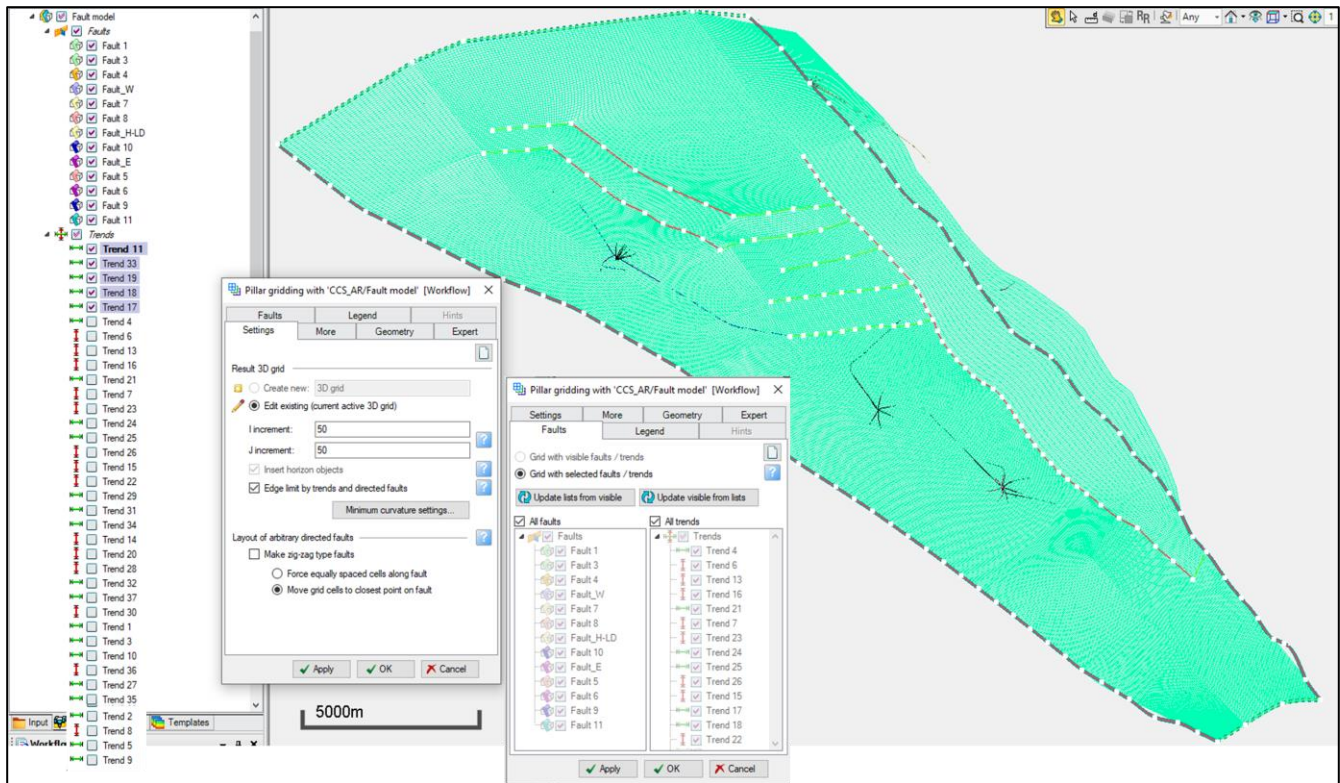 Fault model
Faults
Fault 1
Fault 3
Fault 4
Fault_W
Fault 7
Fault 8
Fault_H-LD
Fault 10
Fault_E
Fault 5
Fault 6
Fault 9
Fault 11
Trends
Trend 11
Trend 33
Trend 19
Trend 18
Trend 17
Trend 4
Trend 6
Trend 13
Trend 16
Trend 21
Trend 7
Trend 23
Trend 24
Trend 25
Trend 26
Trend 15
Trend 22
Trend 29
Trend 31
Trend 34
Trend 14
Trend 20
Trend 28
Trend 32
Trend 37
Trend 30
Trend 1
Trend 3
Trend 10
Trend 36
Trend 27
Trend 35
Trend 2
Trend 8
Trend 5
Trend 9
Input
Templates
Any
1
Pillar gridding with 'CCS_AR/Fault model' [Workflow]
Faults Legend Hints
Settings More Geometry Expert
Result 3D grid
Create new: 3D grid
Edit existing (current active 3D grid)
I increment: 50
J increment: 50
Insert horizon objects
Edge limit by trends and directed faults
Minimum curvature settings...
Layout of arbitrary directed faults
Make zig-zag type faults
Force equally spaced cells along fault
Move grid cells to closest point on fault
Apply OK Cancel
5000m
Pillar gridding with 'CCS_AR/Fault model' [Workflow]
Settings More Geometry Expert
Faults Legend Hints
Grid with visible faults / trends
Grid with selected faults / trends
Update lists from visible Update visible from lists
All faults
Faults
Fault 1
Fault 3
Fault 4
Fault_W
Fault 7
Fault 8
Fault_H-LD
Fault 10
Fault_E
Fault 5
Fault 6
Fault 9
Fault 11
All trends
Trends
Trend 4
Trend 6
Trend 13
Trend 16
Trend 21
Trend 7
Trend 23
Trend 24
Trend 25
Trend 26
Trend 15
Trend 17
Trend 18
Trend 22
Apply OK Cancel